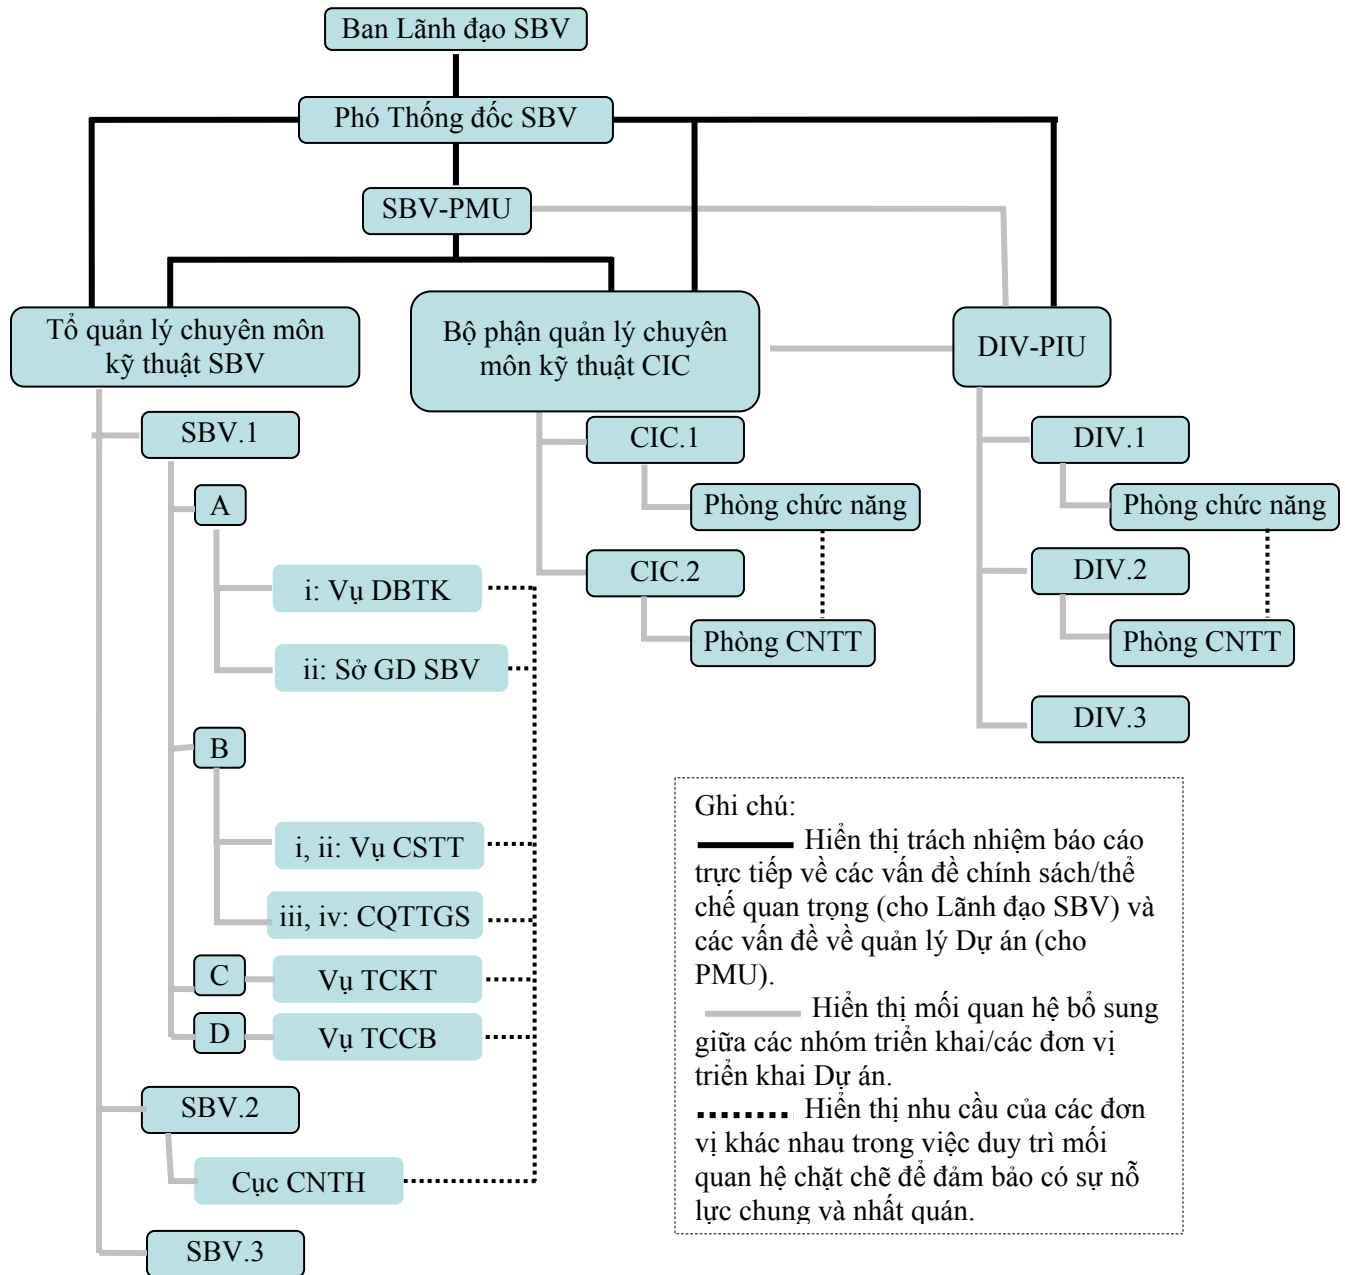 Ban Lãnh đạo SBV
Phó Thống đốc SBV
SBV-PMU
Tổ quản lý chuyên môn
kỹ thuật SBV
Bộ phận quản lý chuyên
môn kỹ thuật CIC
DIV-PIU
SBV.1
A
i: Vụ DBTK
ii: Sở GD SBV
B
i, ii: Vụ CSTT
iii, iv: CQTTGS
C
Vụ TCKT
D
Vụ TCCB
SBV.2
Cục CNTH
SBV.3
CIC.1
Phòng chức năng
CIC.2
Phòng CNTT
DIV.1
Phòng chức năng
DIV.2
Phòng CNTT
DIV.3
Ghi chú:
Hiển thị trách nhiệm báo cáo
trực tiếp về các vấn đề chính sách/thể
chế quan trọng (cho Lãnh đạo SBV) và
các vấn đề về quản lý Dự án (cho
PMU).
Hiển thị mối quan hệ bổ sung
giữa các nhóm triển khai/các đơn vị
triển khai Dự án.
Hiển thị nhu cầu của các đơn
vị khác nhau trong việc duy trì mối
quan hệ chặt chẽ để đảm bảo có sự nỗ
lực chung và nhất quán.